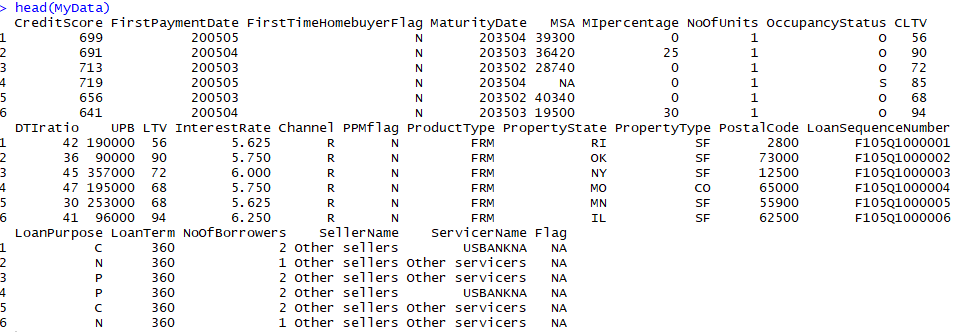 > head(MyData)
CreditScore FirstPaymentDate FirstTimeHomebuyerFlag MaturityDate MSA MIpercentage NoOfUnits OccupancyStatus CLTV
1 699 200505 N 203504 39300 0 1 O 56
2 691 200504 N 203503 36420 25 1 O 90
3 713 200503 N 203502 28740 0 1 O 72
4 719 200505 N 203504 NA 0 1 S 85
5 656 200503 N 203502 40340 0 1 O 68
6 641 200504 N 203503 19500 30 1 O 94
DTIratio UPB LTV InterestRate Channel PPMflag ProductType PropertyState PropertyType PostalCode LoanSequenceNumber
1 42 190000 56 5.625 R N FRM RI SF 2800 F105Q1000001
2 36 90000 90 5.750 R N FRM OK SF 73000 F105Q1000002
3 45 357000 72 6.000 R N FRM NY SF 12500 F105Q1000003
4 47 195000 68 5.750 R N FRM MO CO 65000 F105Q1000004
5 30 253000 68 5.625 R N FRM MN SF 55900 F105Q1000005
6 41 96000 94 6.250 R N FRM IL SF 62500 F105Q1000006
LoanPurpose LoanTerm NoOfBorrowers SellerName ServicerName Flag
1 C 360 2 Other sellers USBANKNA NA
2 N 360 1 Other sellers Other servicers NA
3 P 360 2 Other sellers Other servicers NA
4 P 360 2 Other sellers USBANKNA NA
5 C 360 2 Other sellers Other servicers NA
6 N 360 1 Other sellers Other servicers NA